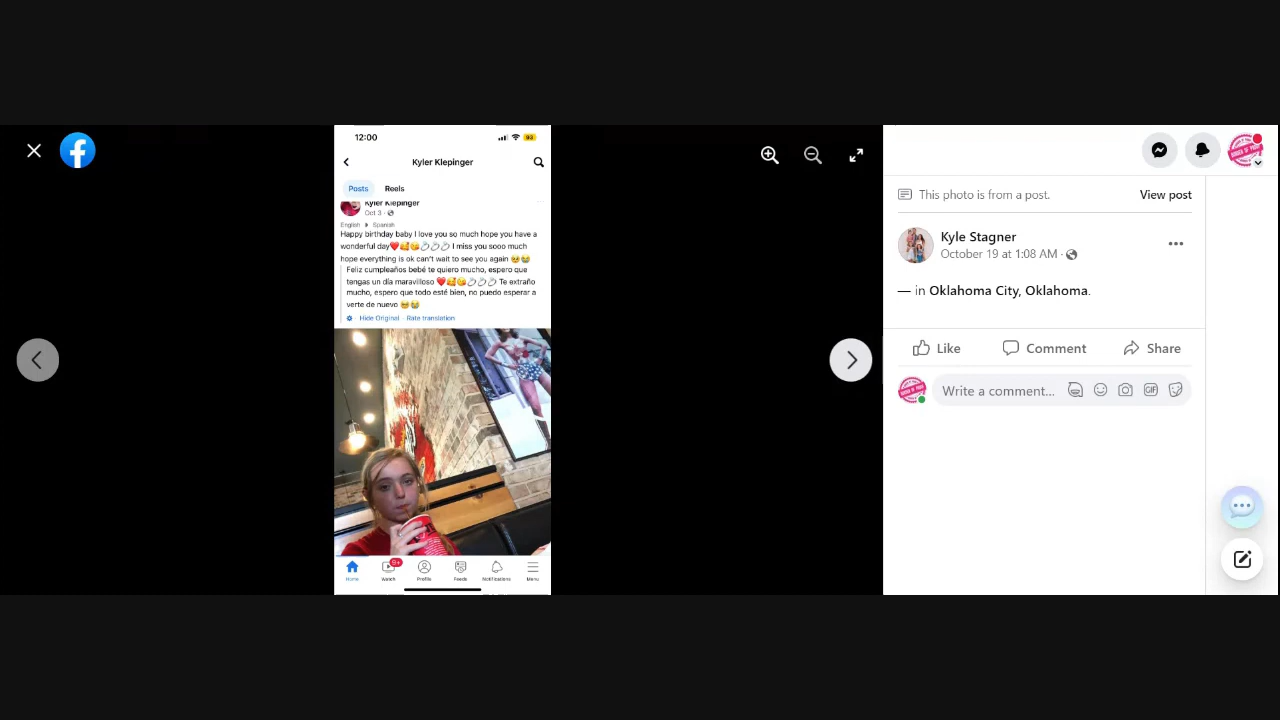 12:00
93
Kyler Klepinger
Posts Reels
Kyler Klepinger
Oct 3 ·
English Spanish
Happy birthday baby I love you so much hope you have a
wonderful day❤️🥰😘💍💍💍 I miss you sooo much
hope everything is ok can't wait to see you again 🥺😭
Feliz cumpleaños bebé te quiero mucho, espero que
tengas un día maravilloso ❤️🥰😘💍💍💍 Te extraño
mucho, espero que todo esté bien, no puedo esperar a
verte de nuevo 🥺😭
· Hide Original · Rate translation
9+
Home Watch Profile Feeds Notifications Menu
This photo is from a post. View post
Kyle Stagner
October 19 at 1:08 AM ·
— in Oklahoma City, Oklahoma.
Like Comment Share
Write a comment... GIF